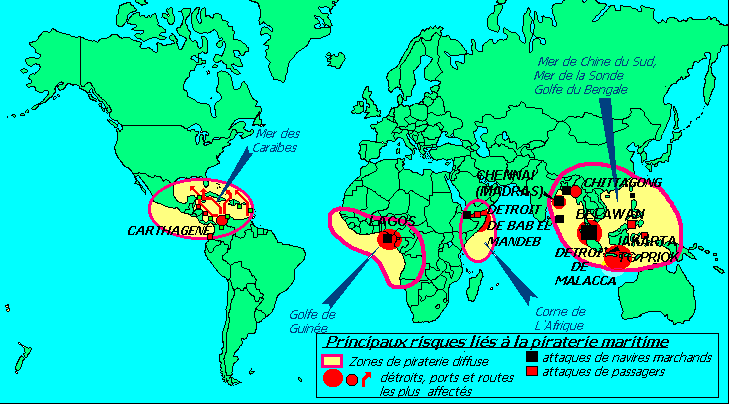 Mer de Chine du Sud,
Mer de la Sonde
Golfe du Bengale
Mer des
Caraïbes
CHENNAI
(MADRAS)
CHITTAGONG
CARTHAGENE
LAGOS
DETROIT
DE BAB EL
MANDEB
BELAWAN
JAKARTA
DETROIT
DE
MALACCA
PRIOK
Golfe de
Guinée
Corne de
L'Afrique
Principaux risques liés à la piraterie maritime
Zones de piraterie diffuse
détroits, ports et routes
les plus affectés
attaques de navires marchands
attaques de passagers